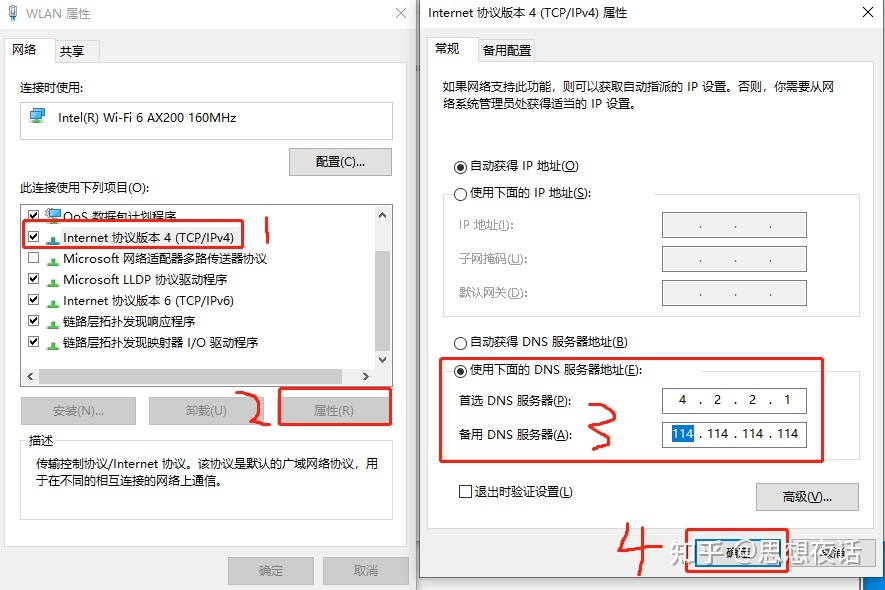 WLAN 属性
网络
共享
连接时使用:
Intel(R) Wi-Fi 6 AX200 160MHz
配置(C)...
此连接使用下列项目(O):
QoS 数据包计划程序
Internet 协议版本 4 (TCP/IPv4)
1
Microsoft 网络适配器多路传送器协议
Microsoft LLDP 协议驱动程序
Internet 协议版本 6 (TCP/IPv6)
链路层拓扑发现响应程序
链路层拓扑发现映射器 I/O 驱动程序
安装(N)...
卸载(U)
2
属性(R)
描述
传输控制协议/Internet 协议。该协议是默认的广域网络协议，用
于在不同的相互连接的网络上通信。
确定
取消
Internet 协议版本 4 (TCP/IPv4) 属性
常规
备用配置
如果网络支持此功能，则可以获取自动指派的 IP 设置。否则，你需要从网
络系统管理员处获得适当的 IP 设置。
自动获得 IP 地址(O)
使用下面的 IP 地址(S):
IP 地址(I):
子网掩码(U):
默认网关(D):
自动获得 DNS 服务器地址(B)
使用下面的 DNS 服务器地址(E):
首选 DNS 服务器(P):
4 . 2 . 2 . 1
备用 DNS 服务器(A):
114 . 114 . 114 . 114
3
退出时验证设置(L)
高级(V)...
4
确定
取消
知乎 @思想夜话